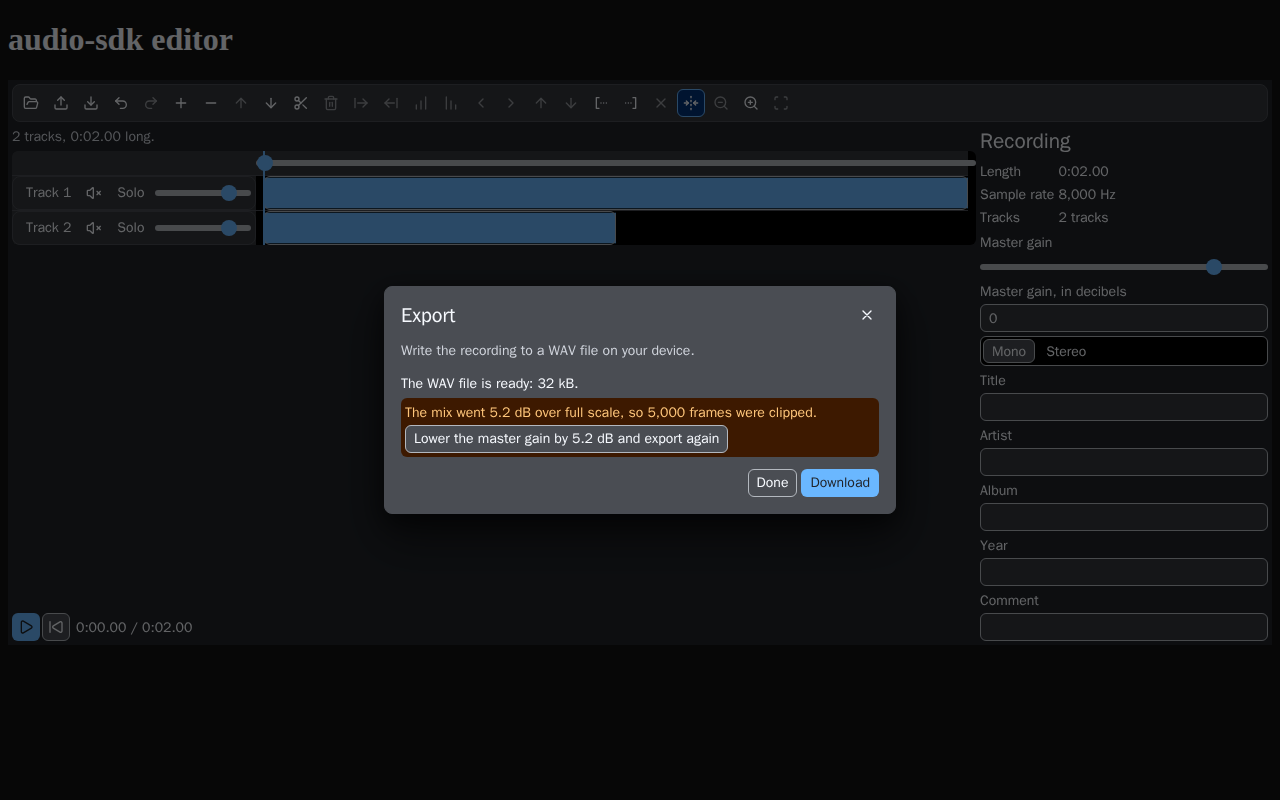 audio-sdk editor
2 tracks, 0:02.00 long.
Track 1 Solo
Track 2 Solo
Recording
Length 0:02.00
Sample rate 8,000 Hz
Tracks 2 tracks
Master gain
Master gain, in decibels
0
Mono Stereo
Title
Artist
Album
Year
Comment
Export
Write the recording to a WAV file on your device.
The WAV file is ready: 32 kB.
The mix went 5.2 dB over full scale, so 5,000 frames were clipped.
Lower the master gain by 5.2 dB and export again
Done Download
0:00.00 / 0:02.00